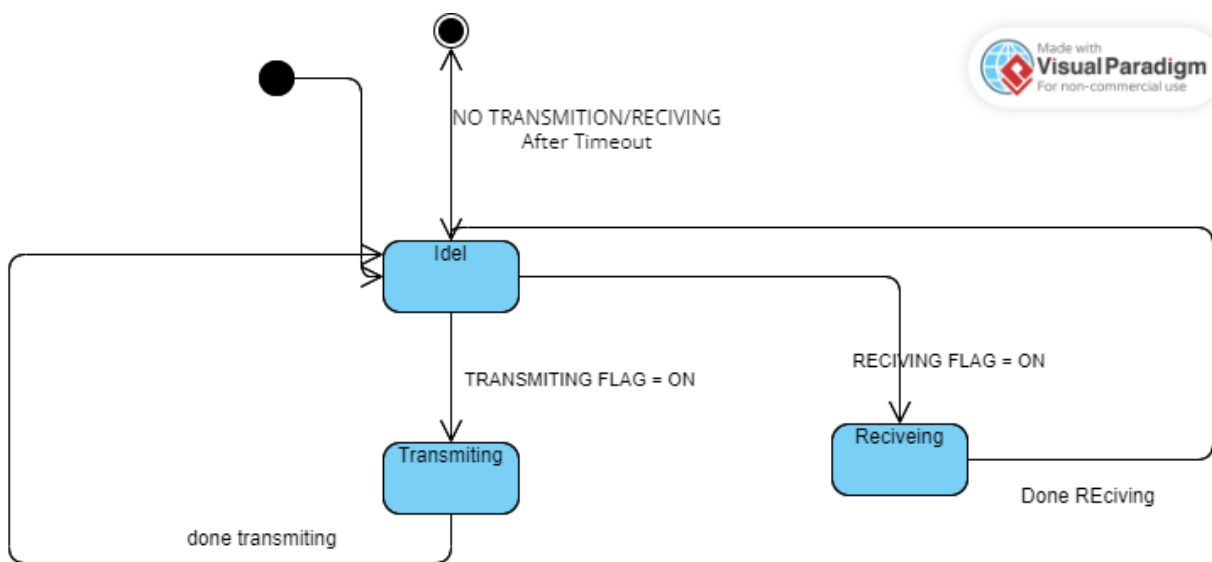 Made with
Visual Paradigm
For non-commercial use
NO TRANSMITION/RECIVING
After Timeout
Idel
RECIVING FLAG = ON
TRANSMITING FLAG = ON
Reciveing
Transmiting
Done REciving
done transmiting